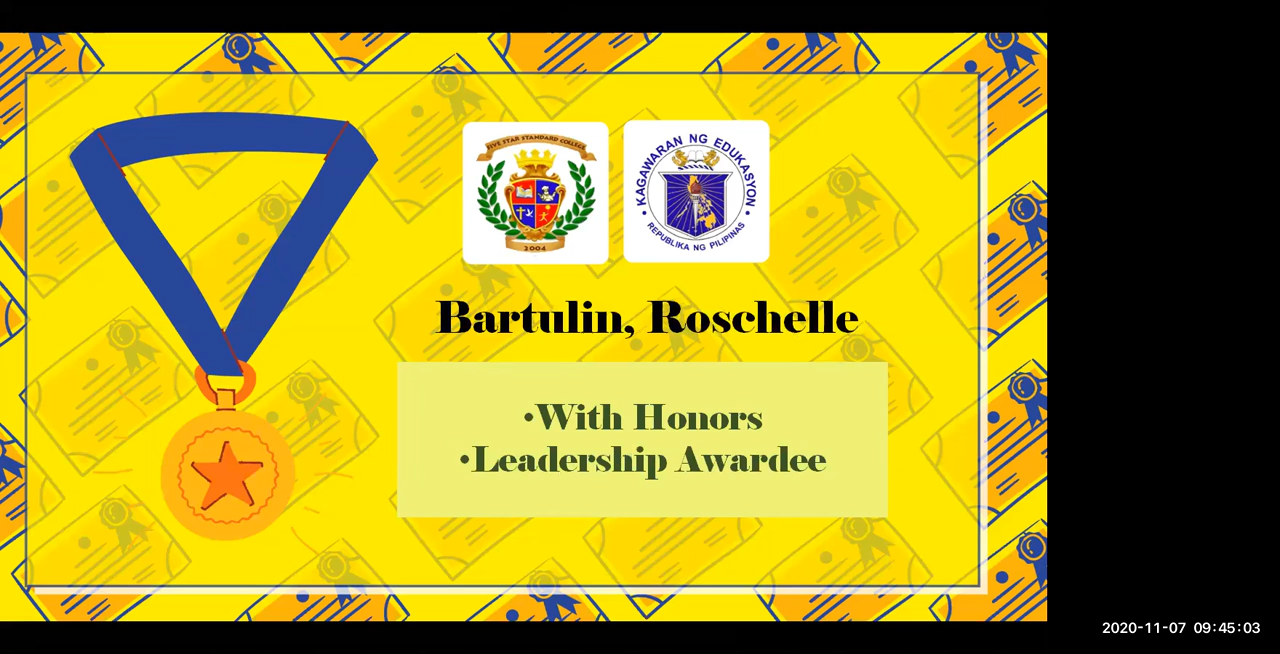 FIVE STAR STANDARD COLLEGE
2004
KAGAWARAN NG EDUKASYON
REPUBLIKA NG PILIPINAS
Bartulin, Roschelle
•With Honors
•Leadership Awardee
2020-11-07 09:45:03